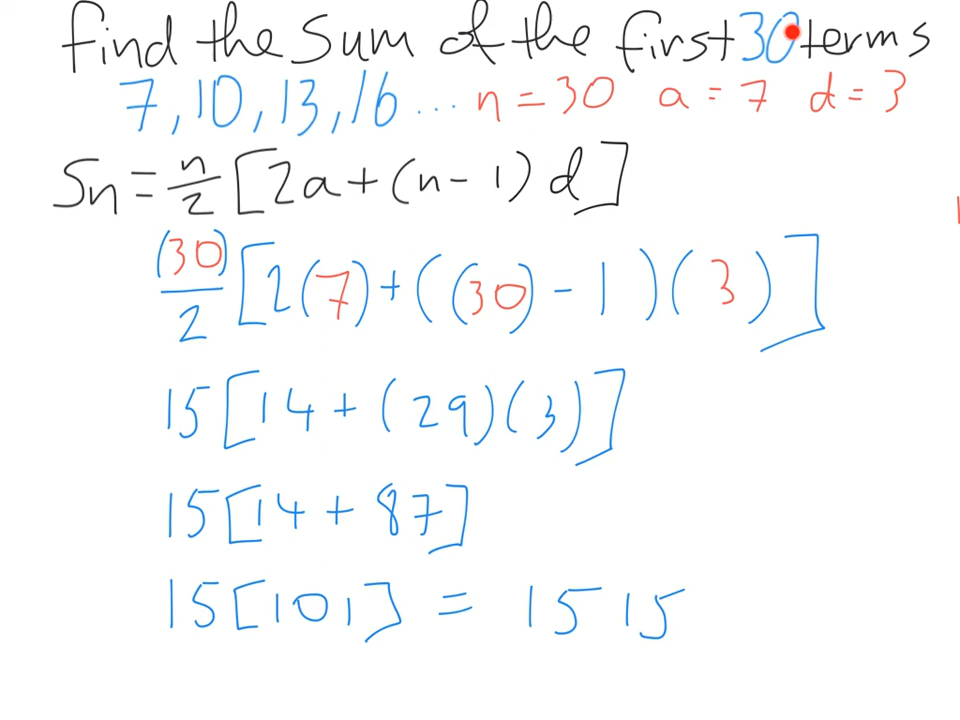 find the sum of the first 30 terms
7, 10, 13, 16 ... n = 30 a = 7 d = 3
Sn = n/2 [2a + (n - 1) d]
(30)/2 [2(7) + ((30) - 1)(3)]
15[14 + (29)(3)]
15[14 + 87]
15[101] = 1515